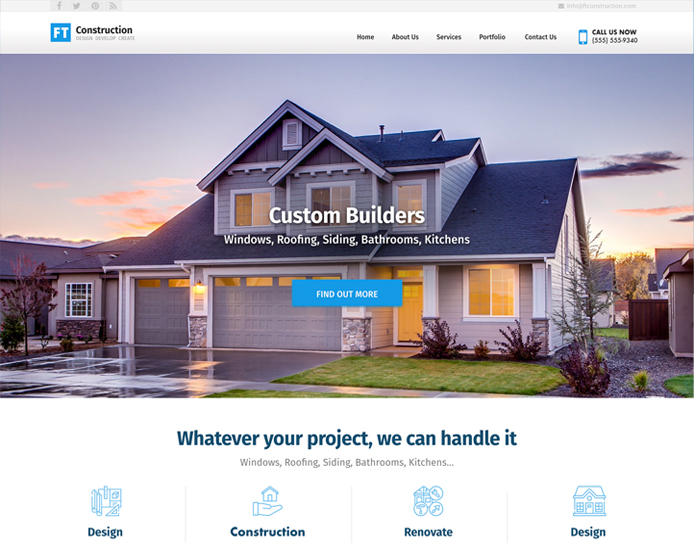 info@ftconstruction.com
FT Construction
DESIGN DEVELOP CREATE
Home About Us Services Portfolio Contact Us
CALL US NOW
(555) 555-9340
Custom Builders
Windows, Roofing, Siding, Bathrooms, Kitchens
FIND OUT MORE
Whatever your project, we can handle it
Windows, Roofing, Siding, Bathrooms, Kitchens...
Design Construction Renovate Design